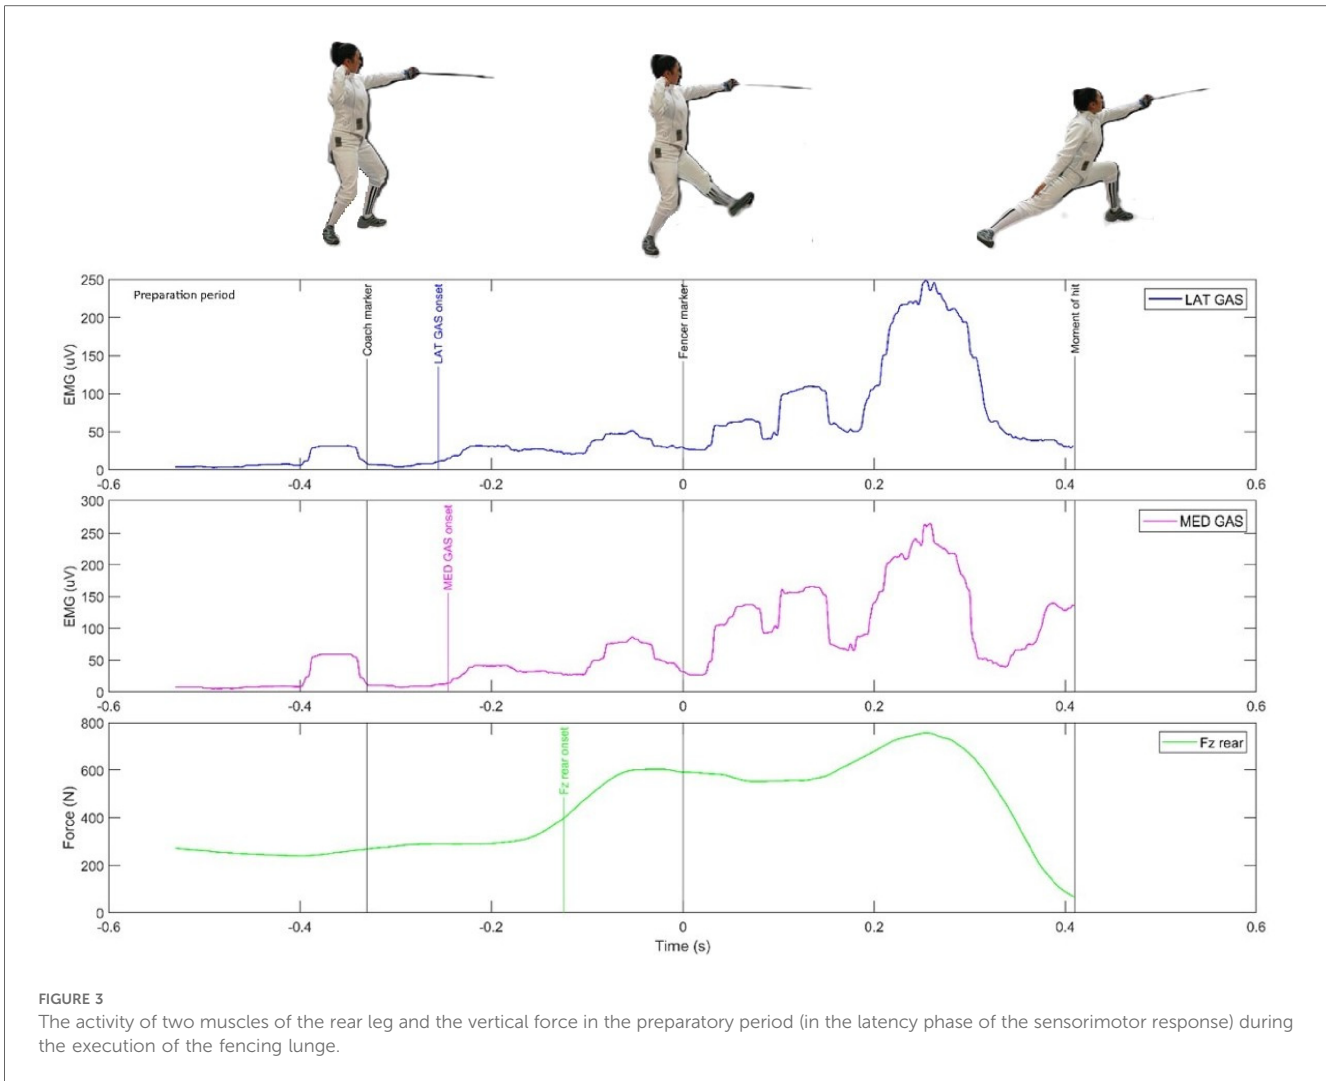 Preparation period
Coach marker
LAT GAS onset
Fencer marker
Moment of hit
LAT GAS
EMG (uV)
250
200
150
100
50
0
-0.6
-0.4
-0.2
0
0.2
0.4
0.6
MED GAS onset
MED GAS
EMG (uV)
300
250
200
150
100
50
0
-0.6
-0.4
-0.2
0
0.2
0.4
0.6
Fz rear onset
Fz rear
Force (N)
800
600
400
200
0
-0.6
-0.4
-0.2
0
0.2
0.4
0.6
Time (s)
FIGURE 3
The activity of two muscles of the rear leg and the vertical force in the preparatory period (in the latency phase of the sensorimotor response) during
the execution of the fencing lunge.